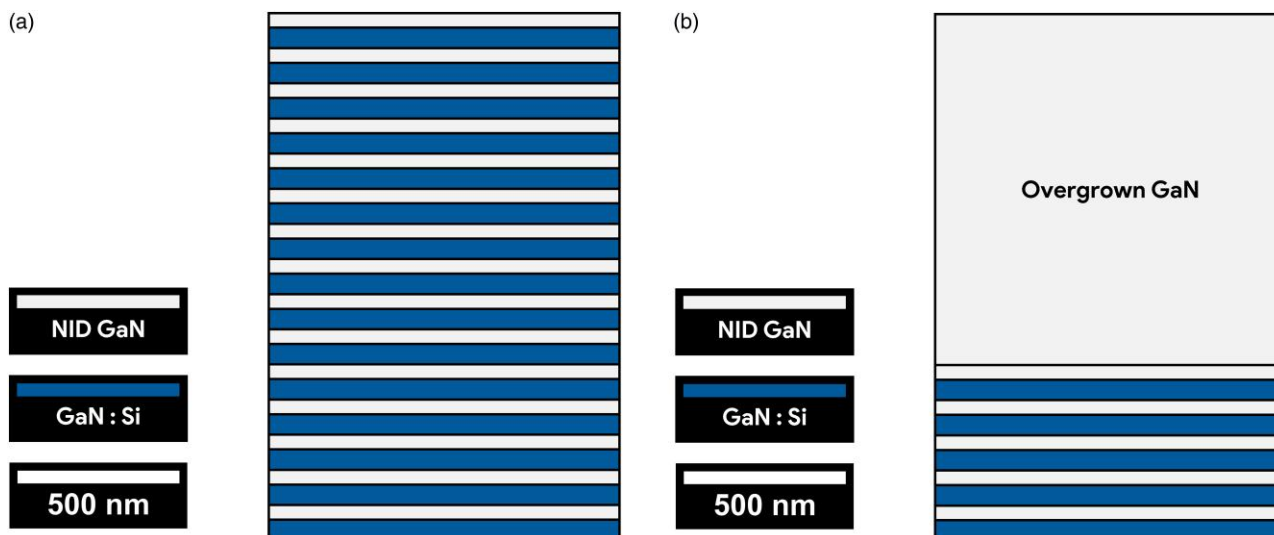 (a)
NID GaN
GaN : Si
500 nm
(b)
Overgrown GaN
NID GaN
GaN : Si
500 nm